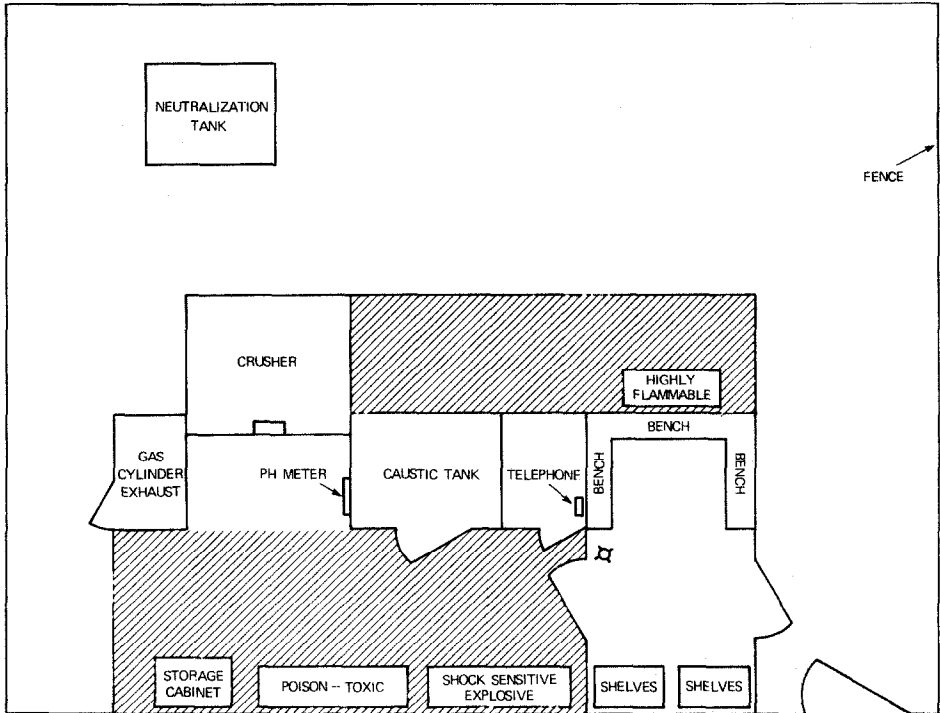 NEUTRALIZATION
TANK
FENCE
CRUSHER
HIGHLY
FLAMMABLE
BENCH
GAS
CYLINDER
EXHAUST
PH METER
CAUSTIC TANK
TELEPHONE
BENCH
BENCH
STORAGE
CABINET
POISON -- TOXIC
SHOCK SENSITIVE
EXPLOSIVE
SHELVES
SHELVES